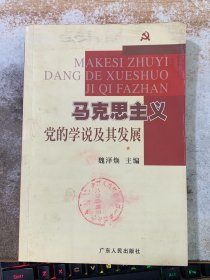 MAKESI ZHUYI
DANG DE XUESHUO
JI QI FAZHAN
马克思主义
党的学说及其发展
魏泽焕 主编
广东人民出版社